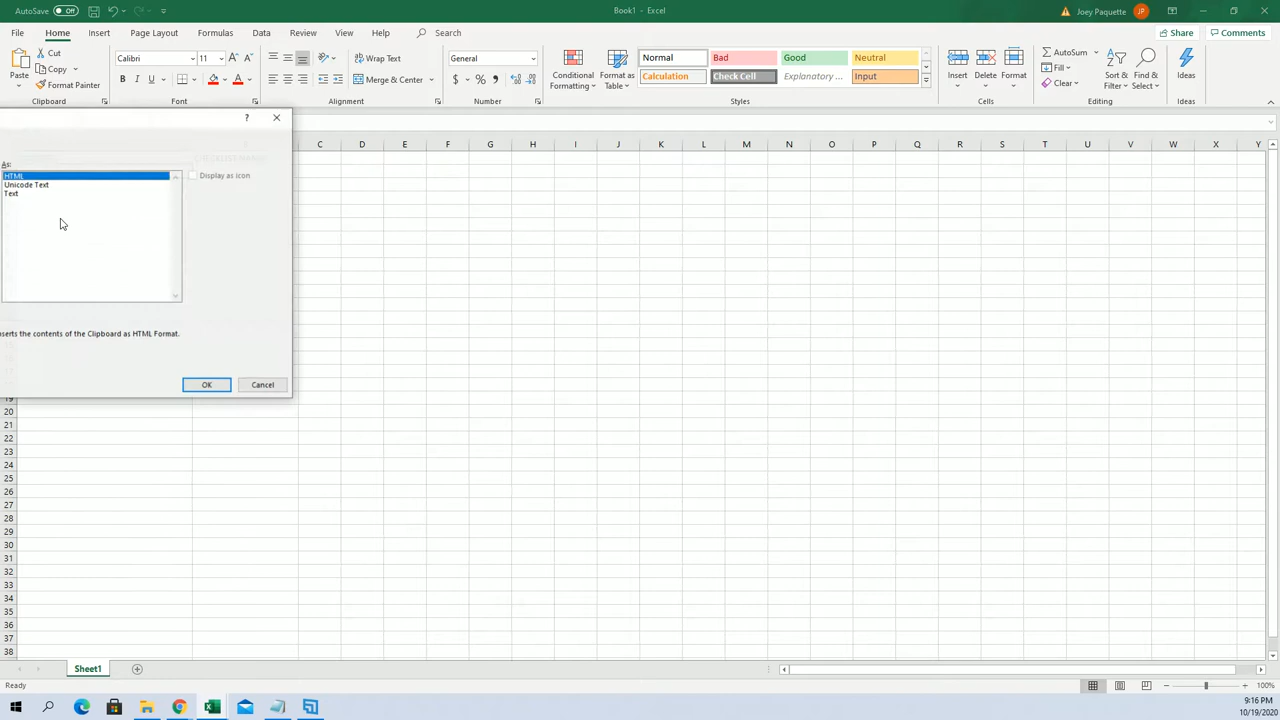 AutoSave Off
Book1 - Excel
Joey Paquette JP
File Home Insert Page Layout Formulas Data Review View Help Search
Share Comments
Paste
Cut
Copy
Format Painter
Clipboard
Calibri 11
B I U
Font
Wrap Text
Merge & Center
Alignment
General
$ % ,
Number
Conditional Formatting
Format as Table
Normal Bad Good Neutral
Calculation Check Cell Explanatory ... Input
Styles
Insert Delete Format
Cells
AutoSum
Fill
Clear
Sort & Filter
Find & Select
Editing
Ideas
Ideas
? ×
C D E F G H I J K L M N O P Q R S T U V W X Y
As:
HTML
Unicode Text
Text
Display as icon
serts the contents of the Clipboard as HTML Format.
OK Cancel
19
20
21
22
23
24
25
26
27
28
29
30
31
32
33
34
35
36
37
38
Sheet1
Ready
100%
9:16 PM
10/19/2020